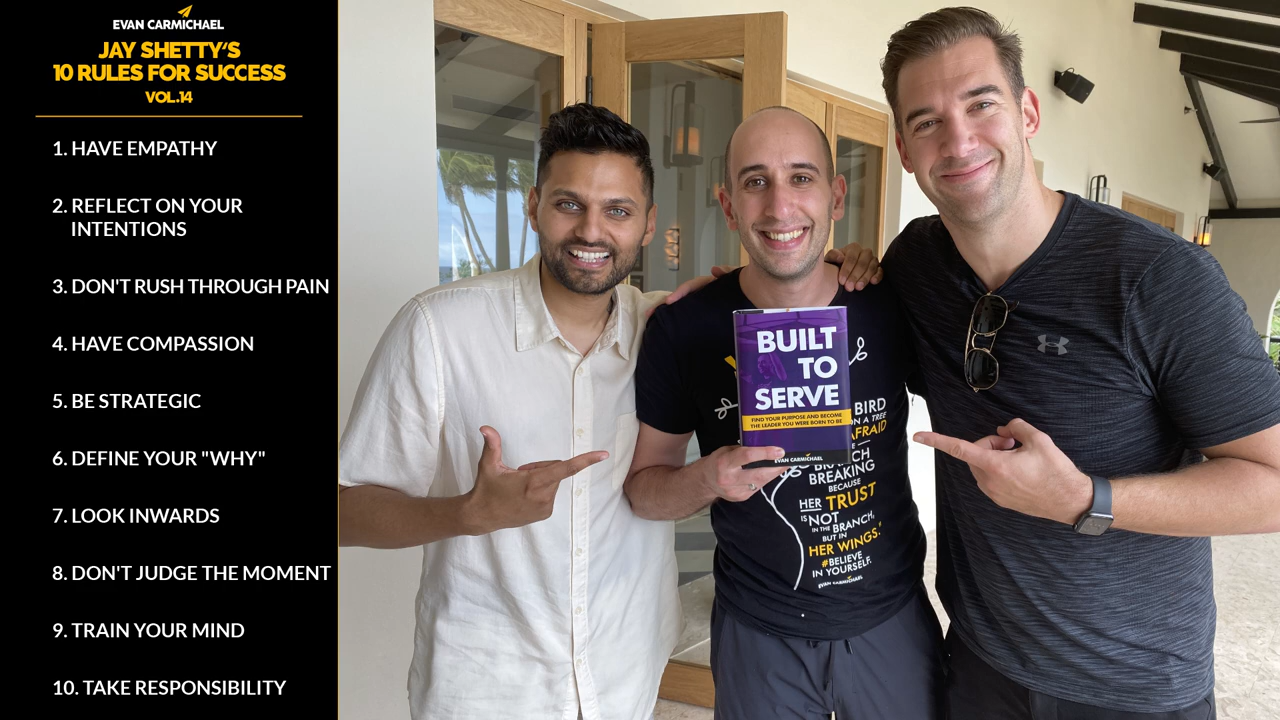 EVAN CARMICHAEL
JAY SHETTY'S
10 RULES FOR SUCCESS
VOL.14
1. HAVE EMPATHY
2. REFLECT ON YOUR
INTENTIONS
3. DON'T RUSH THROUGH PAIN
4. HAVE COMPASSION
5. BE STRATEGIC
6. DEFINE YOUR "WHY"
7. LOOK INWARDS
8. DON'T JUDGE THE MOMENT
9. TRAIN YOUR MIND
10. TAKE RESPONSIBILITY
BUILT
TO
SERVE
FIND YOUR PURPOSE AND BECOME
THE LEADER YOU WERE BORN TO BE
EVAN CARMICHAEL
BIRD
ON A TREE
AFRAID
BREAKING
BECAUSE
HER TRUST
IS NOT
IN THE BRANCH,
BUT IN
HER WINGS."
#BELIEVE
IN YOURSELF.
EVAN CARMICHAEL